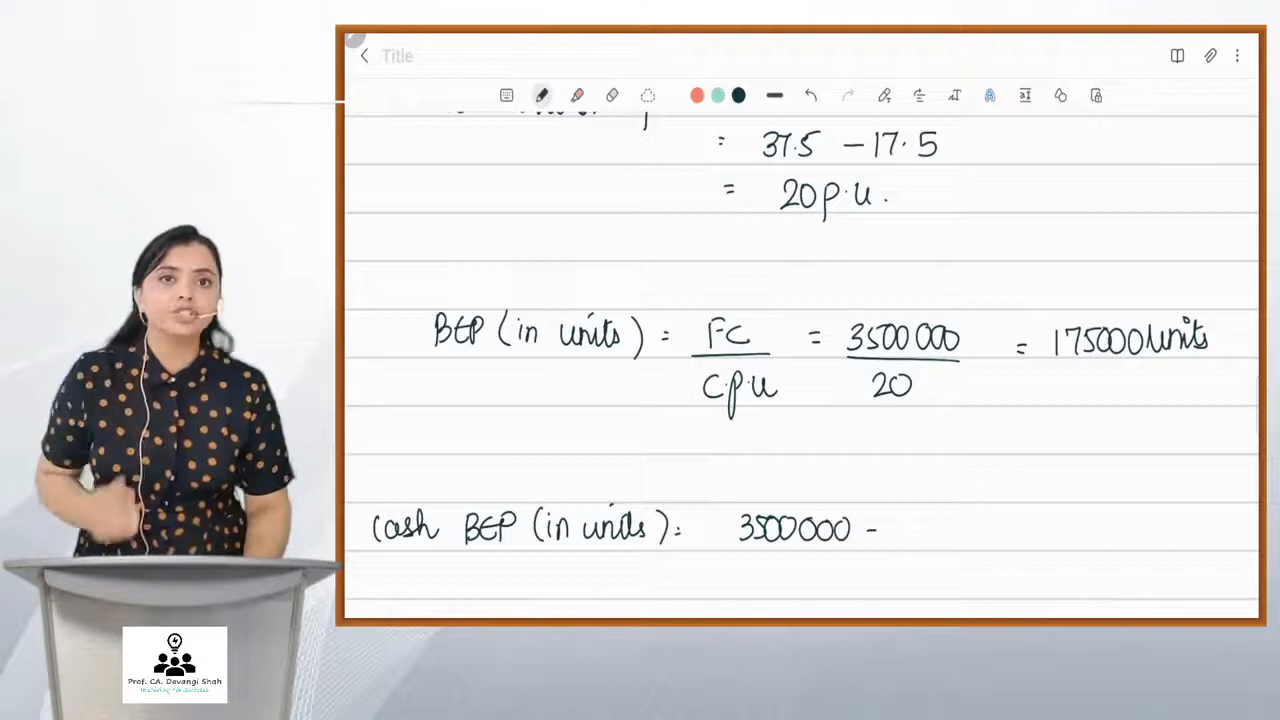 Title
= 37.5 – 17.5
= 20 p.u.
BEP (in units) = FC / c.p.u = 3500000 / 20 = 175000 units
Cash BEP (in units) = 3500000 –
Prof. CA. Devangi Shah